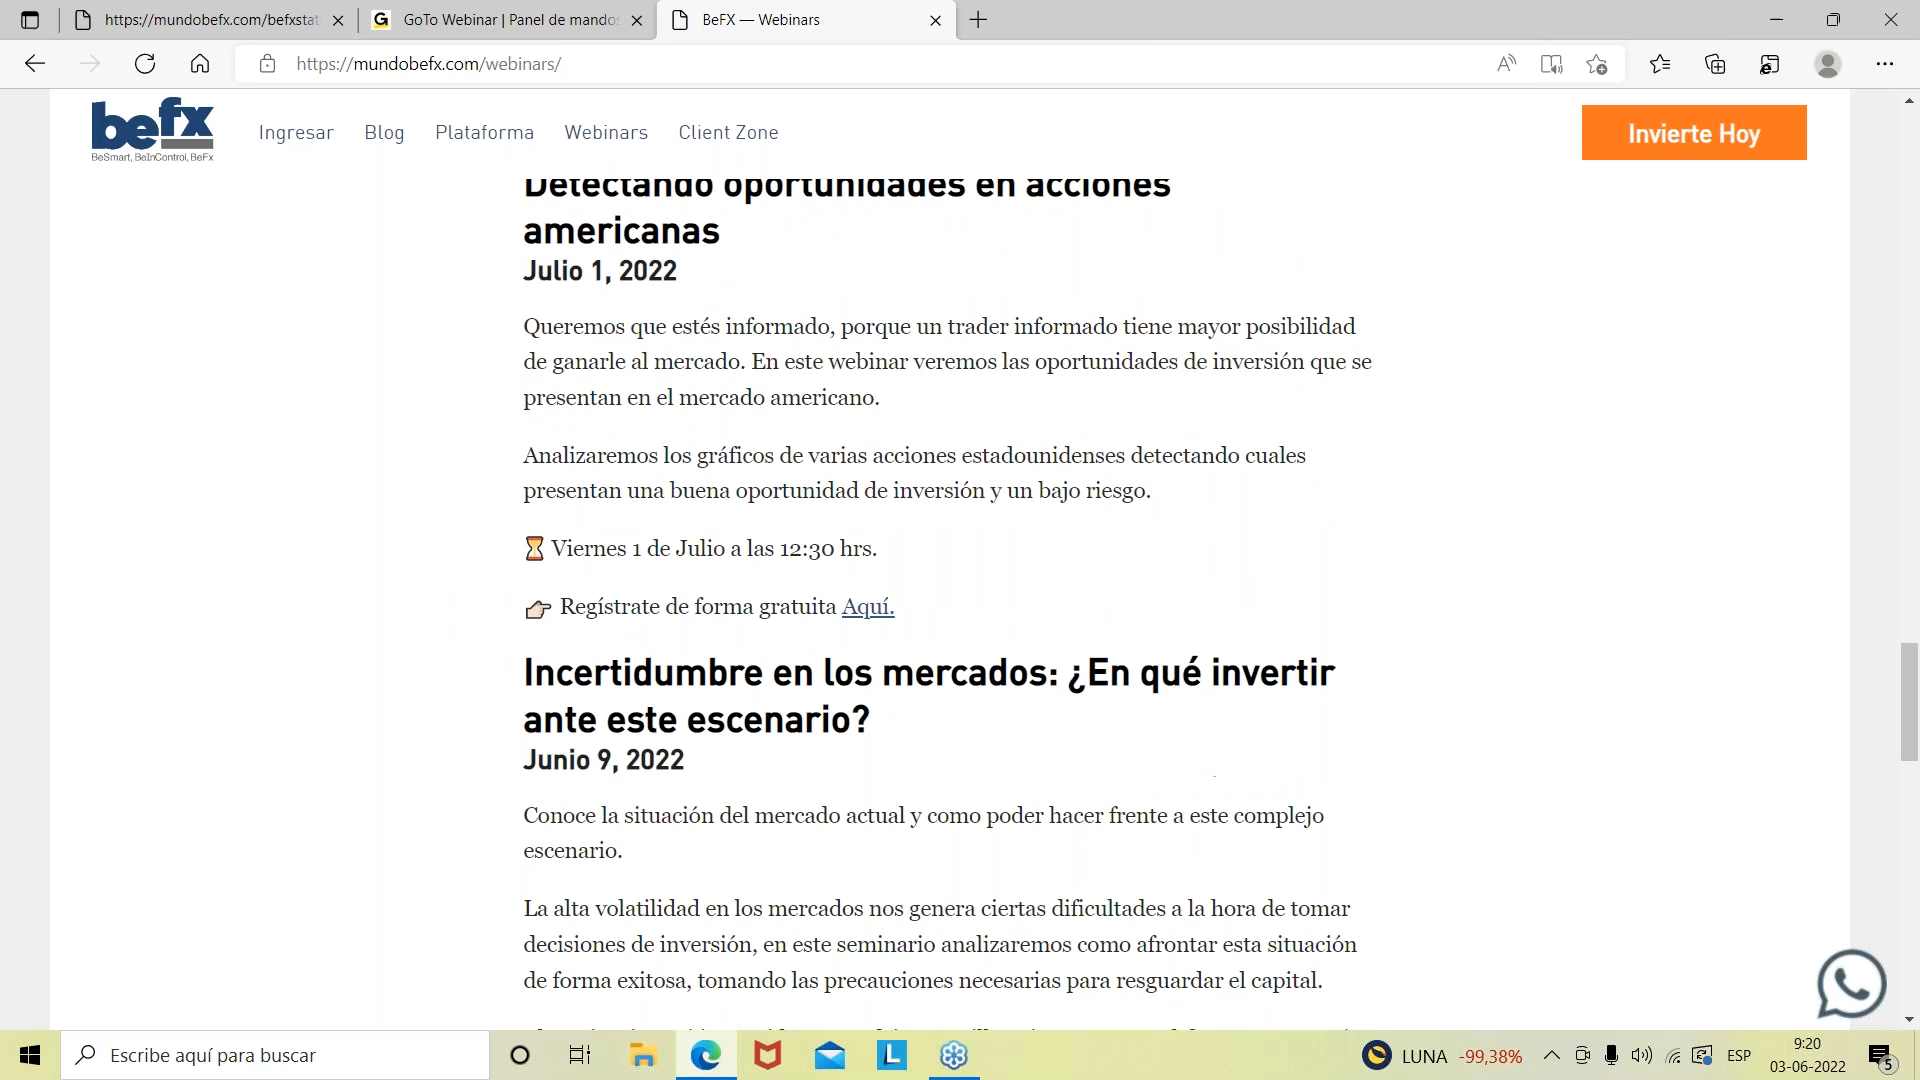 https://mundobefx.com/befxstat
GoTo Webinar | Panel de mandos
BeFX — Webinars
https://mundobefx.com/webinars/
befx
BeSmart, BeInControl, BeFx
Ingresar
Blog
Plataforma
Webinars
Client Zone
Invierte Hoy
Detectando oportunidades en acciones
americanas
Julio 1, 2022
Queremos que estés informado, porque un trader informado tiene mayor posibilidad
de ganarle al mercado. En este webinar veremos las oportunidades de inversión que se
presentan en el mercado americano.
Analizaremos los gráficos de varias acciones estadounidenses detectando cuales
presentan una buena oportunidad de inversión y un bajo riesgo.
⏳ Viernes 1 de Julio a las 12:30 hrs.
👉🏻 Regístrate de forma gratuita Aquí.
Incertidumbre en los mercados: ¿En qué invertir
ante este escenario?
Junio 9, 2022
Conoce la situación del mercado actual y como poder hacer frente a este complejo
escenario.
La alta volatilidad en los mercados nos genera ciertas dificultades a la hora de tomar
decisiones de inversión, en este seminario analizaremos como afrontar esta situación
de forma exitosa, tomando las precauciones necesarias para resguardar el capital.
Escribe aquí para buscar
LUNA -99,38%
ESP
9:20
03-06-2022
5